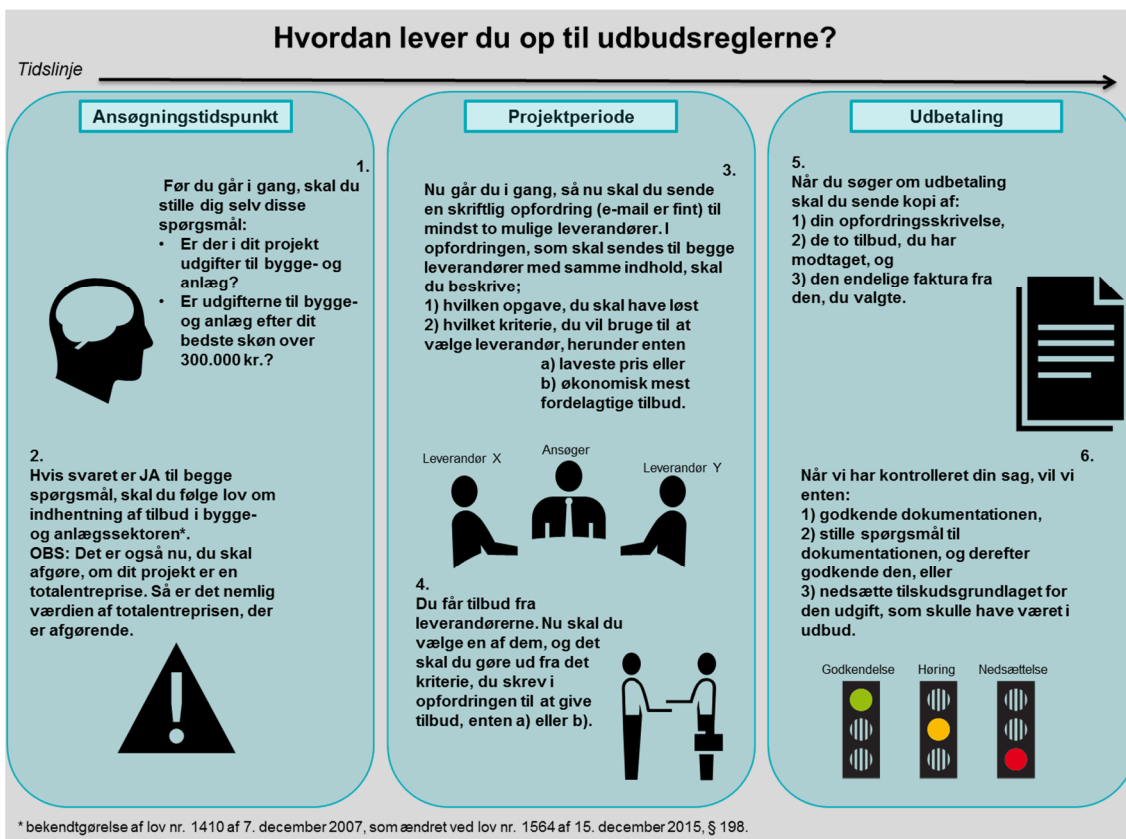 Hvordan lever du op til udbudsreglerne?
Tidslinje
Ansøgningstidspunkt
1.
Før du går i gang, skal du
stille dig selv disse
spørgsmål:
• Er der i dit projekt
udgifter til bygge- og
anlæg?
• Er udgifterne til bygge-
og anlæg efter dit
bedste skøn over
300.000 kr.?
2.
Hvis svaret er JA til begge
spørgsmål, skal du følge lov om
indhentning af tilbud i bygge-
og anlægssektoren*.
OBS: Det er også nu, du skal
afgøre, om dit projekt er en
totalentreprise. Så er det nemlig
værdien af totalentreprisen, der
er afgørende.
Projektperiode
3.
Nu går du i gang, så nu skal du sende
en skriftlig opfordring (e-mail er fint) til
mindst to mulige leverandører. I
opfordringen, som skal sendes til begge
leverandører med samme indhold, skal
du beskrive;
1) hvilken opgave, du skal have løst
2) hvilket kriterie, du vil bruge til at
vælge leverandør, herunder enten
a) laveste pris eller
b) økonomisk mest
fordelagtige tilbud.
Leverandør X
Ansøger
Leverandør Y
4.
Du får tilbud fra
leverandørerne. Nu skal du
vælge en af dem, og det
skal du gøre ud fra det
kriterie, du skrev i
opfordringen til at give
tilbud, enten a) eller b).
Udbetaling
5.
Når du søger om udbetaling
skal du sende kopi af:
1) din opfordringsskrivelse,
2) de to tilbud, du har
modtaget, og
3) den endelige faktura fra
den, du valgte.
6.
Når vi har kontrolleret din sag, vil vi
enten:
1) godkende dokumentationen,
2) stille spørgsmål til
dokumentationen, og derefter
godkende den, eller
3) nedsætte tilskudsgrundlaget for
den udgift, som skulle have været i
udbud.
Godkendelse
Høring
Nedsættelse
* bekendtgørelse af lov nr. 1410 af 7. december 2007, som ændret ved lov nr. 1564 af 15. december 2015, § 198.